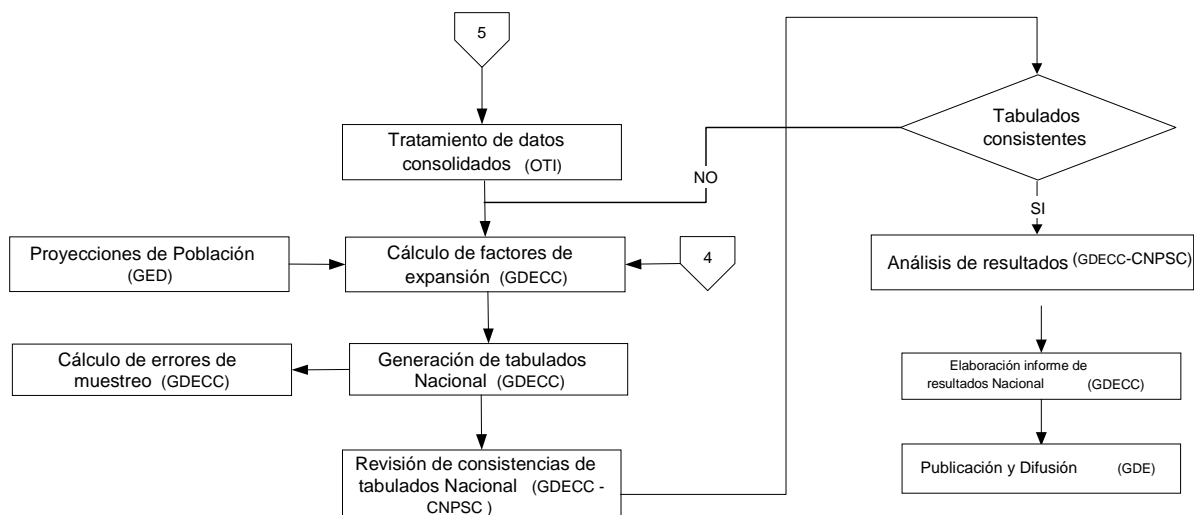 5
Tratamiento de datos
consolidados (OTI)
NO
Proyecciones de Población
(GED)
Cálculo de factores de
expansión (GDECC)
4
Cálculo de errores de
muestreo (GDECC)
Generación de tabulados
Nacional (GDECC)
Revisión de consistencias de
tabulados Nacional (GDECC -
CNPSC )
Tabulados
consistentes
SI
Análisis de resultados (GDECC-CNPSC)
Elaboración informe de
resultados Nacional (GDECC)
Publicación y Difusión (GDE)